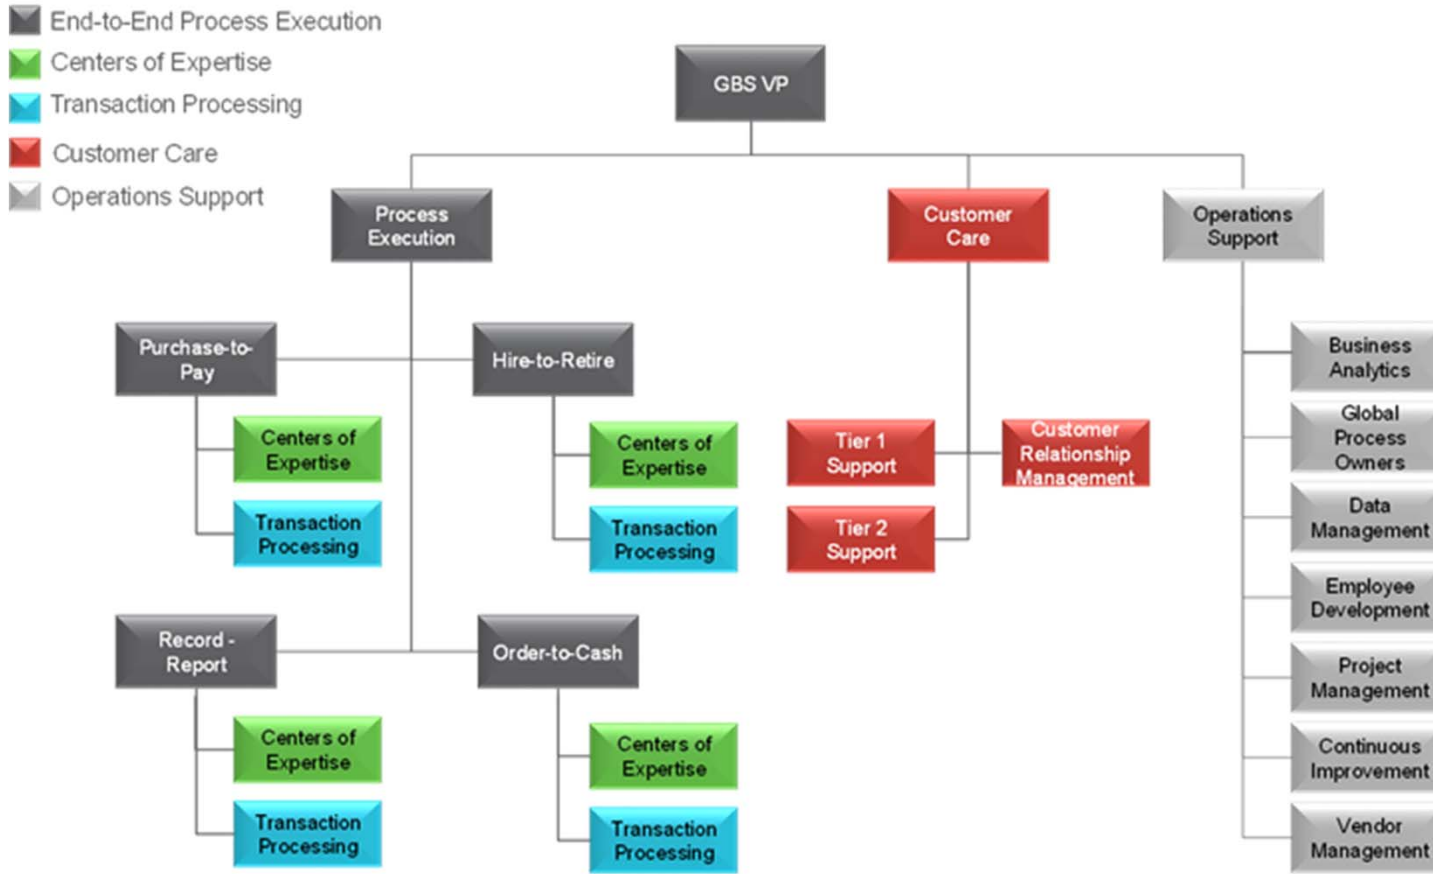 End-to-End Process Execution
Centers of Expertise
Transaction Processing
Customer Care
Operations Support
GBS VP
Process
Execution
Customer
Care
Operations
Support
Purchase-to-
Pay
Hire-to-Retire
Centers of
Expertise
Transaction
Processing
Centers of
Expertise
Transaction
Processing
Record -
Report
Order-to-Cash
Centers of
Expertise
Transaction
Processing
Centers of
Expertise
Transaction
Processing
Tier 1
Support
Customer
Relationship
Management
Tier 2
Support
Business
Analytics
Global
Process
Owners
Data
Management
Employee
Development
Project
Management
Continuous
Improvement
Vendor
Management